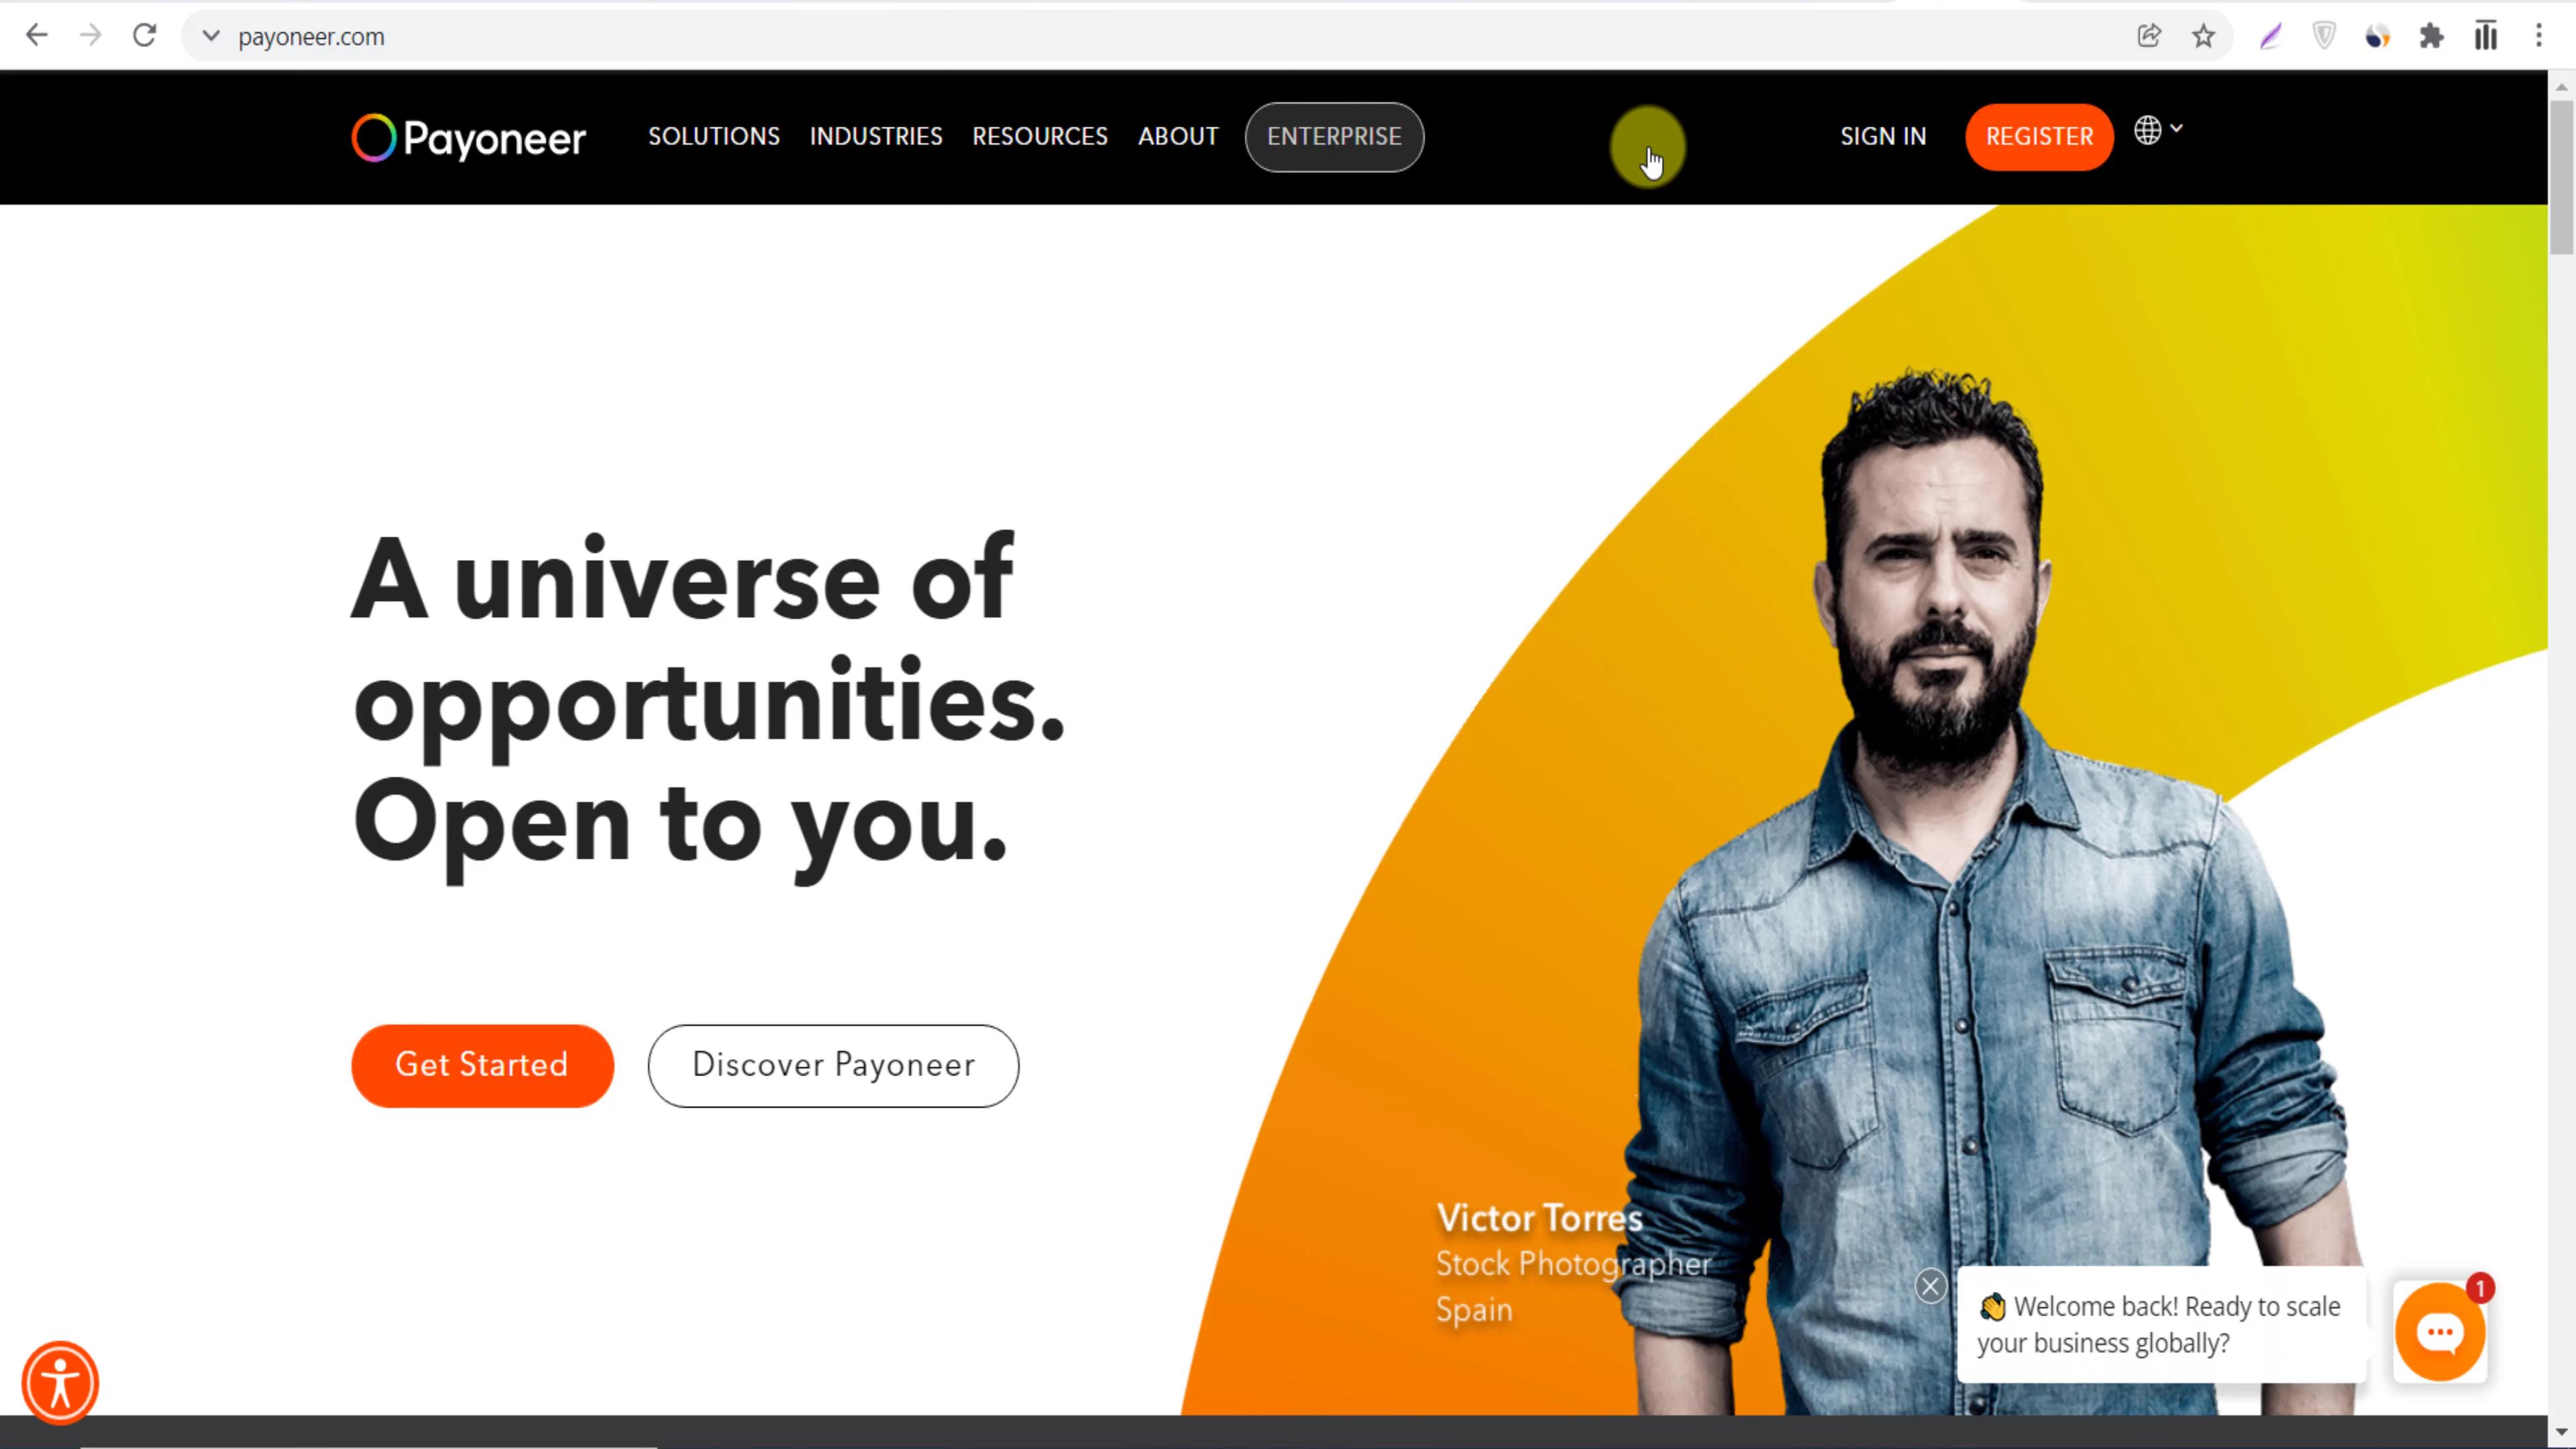 payoneer.com
Payoneer
SOLUTIONS INDUSTRIES RESOURCES ABOUT ENTERPRISE SIGN IN REGISTER
A universe of
opportunities.
Open to you.
Get Started Discover Payoneer
Victor Torres
Stock Photographer
Spain
1
👋 Welcome back! Ready to scale
your business globally?